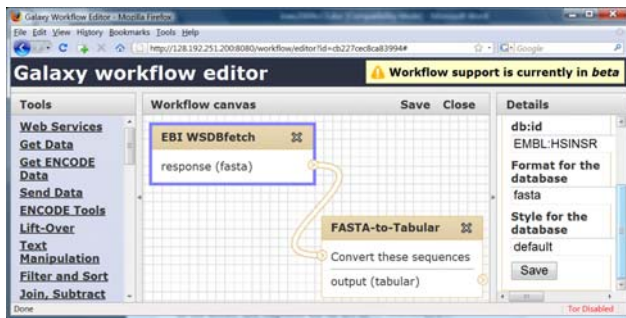 Galaxy Workflow Editor - Mozilla Firefox
File Edit View History Bookmarks Tools Help
http://128.192.251.200:8080/workflow/editor?id=cb227cec8ca83994#
Google
Galaxy workflow editor
Workflow support is currently in beta
Tools
Web Services
Get Data
Get ENCODE
Data
Send Data
ENCODE Tools
Lift-Over
Text
Manipulation
Filter and Sort
Join, Subtract
Workflow canvas
Save Close
EBI WSDBfetch
response (fasta)
FASTA-to-Tabular
Convert these sequences
output (tabular)
Details
db:id
EMBL:HSINSR
Format for the
database
fasta
Style for the
database
default
Save
Done
Tor Disabled